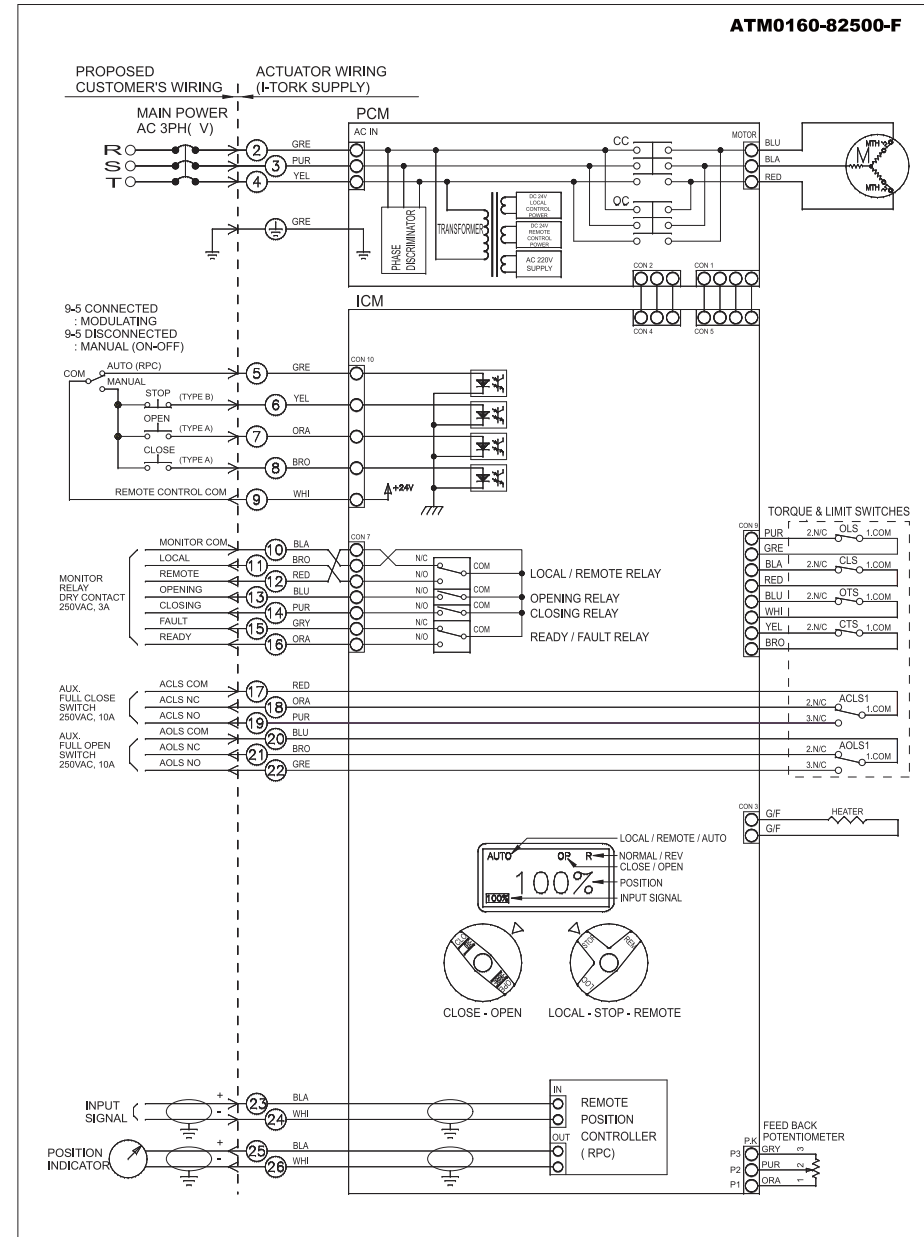 ATM0160-82500-F
PROPOSED
CUSTOMER'S WIRING
ACTUATOR WIRING
(I-TORK SUPPLY)
MAIN POWER
AC 3PH( V)
R
S
T
2
3
4
GRE
PUR
YEL
GRE
PCM
AC IN
PHASE
DISCRIMINATOR
TRANSFORMER
DC 24V
LOCAL
CONTROL
POWER
DC 24V
REMOTE
CONTROL
POWER
AC 220V
SUPPLY
CC
OC
MOTOR
BLU
BLA
RED
MTH
M
MTH
CON 2
CON 1
CON 4
CON 5
ICM
9-5 CONNECTED
: MODULATING
9-5 DISCONNECTED
: MANUAL (ON-OFF)
COM
AUTO (RPC)
MANUAL
STOP
(TYPE B)
OPEN
(TYPE A)
CLOSE
(TYPE A)
REMOTE CONTROL COM
5
6
7
8
9
GRE
YEL
ORA
BRO
WHI
CON 10
+24V
MONITOR
RELAY
DRY CONTACT
250VAC, 3A
MONITOR COM
LOCAL
REMOTE
OPENING
CLOSING
FAULT
READY
10
11
12
13
14
15
16
BLA
BRO
RED
BLU
PUR
GRY
ORA
CON 7
N/C
N/O
N/O
N/O
N/C
N/O
COM
COM
COM
COM
LOCAL / REMOTE RELAY
OPENING RELAY
CLOSING RELAY
READY / FAULT RELAY
TORQUE & LIMIT SWITCHES
CON 9
PUR
GRE
BLA
RED
BLU
WHI
YEL
BRO
2.N/C OLS 1.COM
2.N/C CLS 1.COM
2.N/C OTS 1.COM
2.N/C CTS 1.COM
AUX.
FULL CLOSE
SWITCH
250VAC, 10A
ACLS COM
ACLS NC
ACLS NO
AUX.
FULL OPEN
SWITCH
250VAC, 10A
AOLS COM
AOLS NC
AOLS NO
17
18
19
20
21
22
RED
ORA
PUR
BLU
BRO
GRE
2.N/C ACLS1 1.COM
3.N/C
2.N/C AOLS1 1.COM
3.N/C
CON 3
G/F
G/F
HEATER
AUTO
OP
R
100%
100%
LOCAL / REMOTE / AUTO
NORMAL / REV
CLOSE / OPEN
POSITION
INPUT SIGNAL
STOP
REM
LOC
CLOSE - OPEN
LOCAL - STOP - REMOTE
INPUT
SIGNAL
+
-
23
24
BLA
WHI
POSITION
INDICATOR
+
-
25
26
BLA
WHI
IN
OUT
REMOTE
POSITION
CONTROLLER
( RPC)
FEED BACK
POTENTIOMETER
P.K
P3
P2
P1
GRY
PUR
ORA
3
2
1